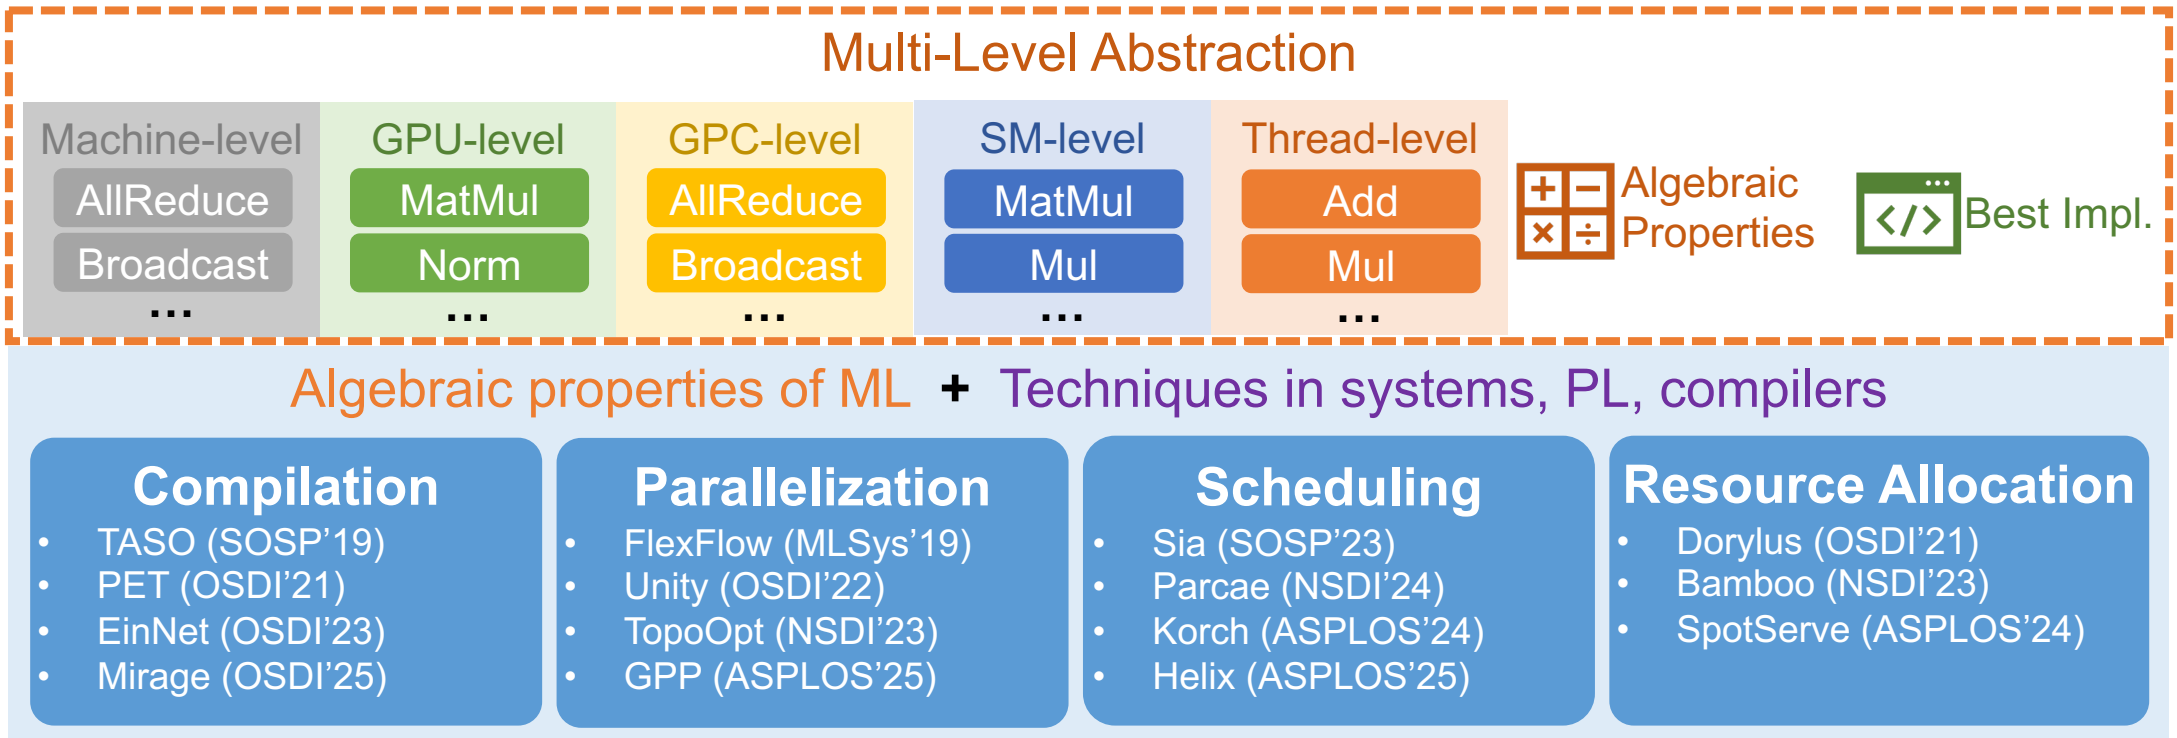 Multi-Level Abstraction
Machine-level
AllReduce
Broadcast
...
GPU-level
MatMul
Norm
...
GPC-level
AllReduce
Broadcast
...
SM-level
MatMul
Mul
...
Thread-level
Add
Mul
...
+ −
× ÷
Algebraic
Properties
</>
Best Impl.
Algebraic properties of ML + Techniques in systems, PL, compilers
Compilation
• TASO (SOSP’19)
• PET (OSDI’21)
• EinNet (OSDI’23)
• Mirage (OSDI’25)
Parallelization
• FlexFlow (MLSys’19)
• Unity (OSDI’22)
• TopoOpt (NSDI’23)
• GPP (ASPLOS’25)
Scheduling
• Sia (SOSP’23)
• Parcae (NSDI’24)
• Korch (ASPLOS’24)
• Helix (ASPLOS’25)
Resource Allocation
• Dorylus (OSDI’21)
• Bamboo (NSDI’23)
• SpotServe (ASPLOS’24)